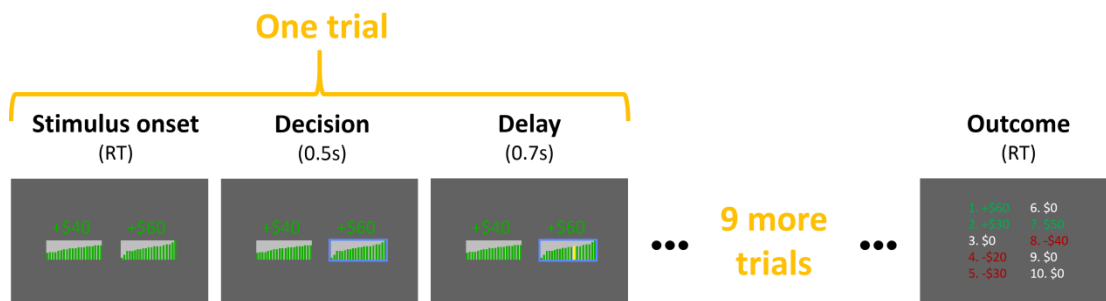 One trial
Stimulus onset
(RT)
Decision
(0.5s)
Delay
(0.7s)
Outcome
(RT)
+$40 +$60
+$40 +$60
+$40 +$60
•••
9 more
trials
•••
1. +$60 6. $0
2. +$30 7. $50
3. $0 8. -$40
4. -$20 9. $0
5. -$30 10. $0